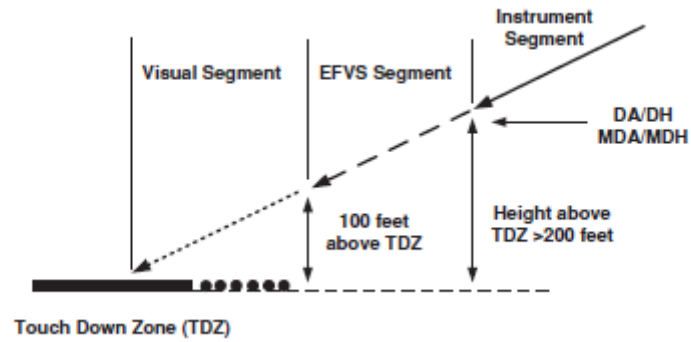 Instrument
Segment
Visual Segment
EFVS Segment
DA/DH
MDA/MDH
100 feet
above TDZ
Height above
TDZ >200 feet
Touch Down Zone (TDZ)